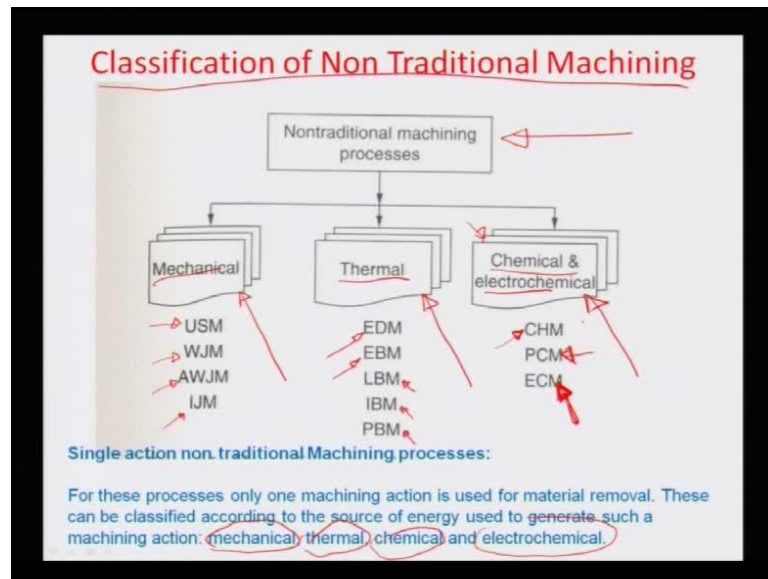 Classification of Non Traditional Machining
Nontraditional machining
processes
Mechanical
Thermal
Chemical &
electrochemical
USM
WJM
AWJM
IJM
EDM
EBM
LBM
IBM
PBM
CHM
PCM
ECM
Single action non traditional Machining processes:
For these processes only one machining action is used for material removal. These
can be classified according to the source of energy used to generate such a
machining action: mechanical, thermal, chemical and electrochemical.